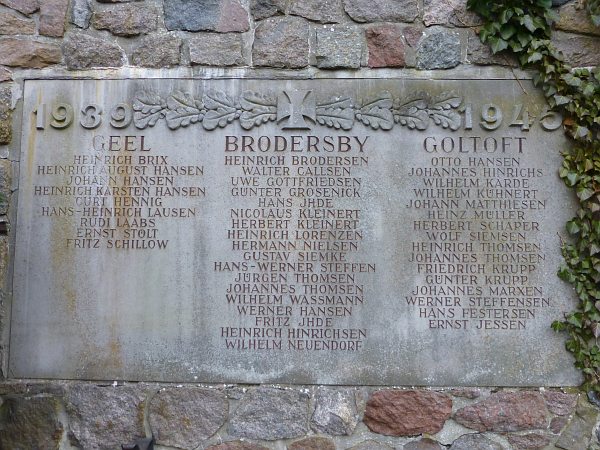 1939 1945
GEEL
HEINRICH BRIX
HEINRICH AUGUST HANSEN
JOHANN HANSEN
HEINRICH KARSTEN HANSEN
CURT HENNIG
HANS-HEINRICH LAUSEN
RUDI LAABS
ERNST STOLT
FRITZ SCHILLOW
BRODERSBY
HEINRICH BRODERSEN
WALTER CALLSEN
UWE GOTTFRIEDSEN
GÜNTER GROSENICK
HANS JHDE
NICOLAUS KLEINERT
HERBERT KLEINERT
HEINRICH LORENZEN
HERMANN NIELSEN
GUSTAV SIEMKE
HANS-WERNER STEFFEN
JÜRGEN THOMSEN
JOHANNES THOMSEN
WILHELM WASSMANN
WERNER HANSEN
FRITZ JHDE
HEINRICH HINRICHSEN
WILHELM NEUENDORF
GOLTOFT
OTTO HANSEN
JOHANNES HINRICHS
WILHELM KARDE
WILHELM KÜHNERT
JOHANN MATTHIESEN
HEINZ MÜLLER
HERBERT SCHAPER
WOLF SIEMSEN
HEINRICH THOMSEN
JOHANNES THOMSEN
FRIEDRICH KRUPP
GÜNTER KRUPP
JOHANNES MARXEN
WERNER STEFFENSEN
HANS FESTERSEN
ERNST JESSEN